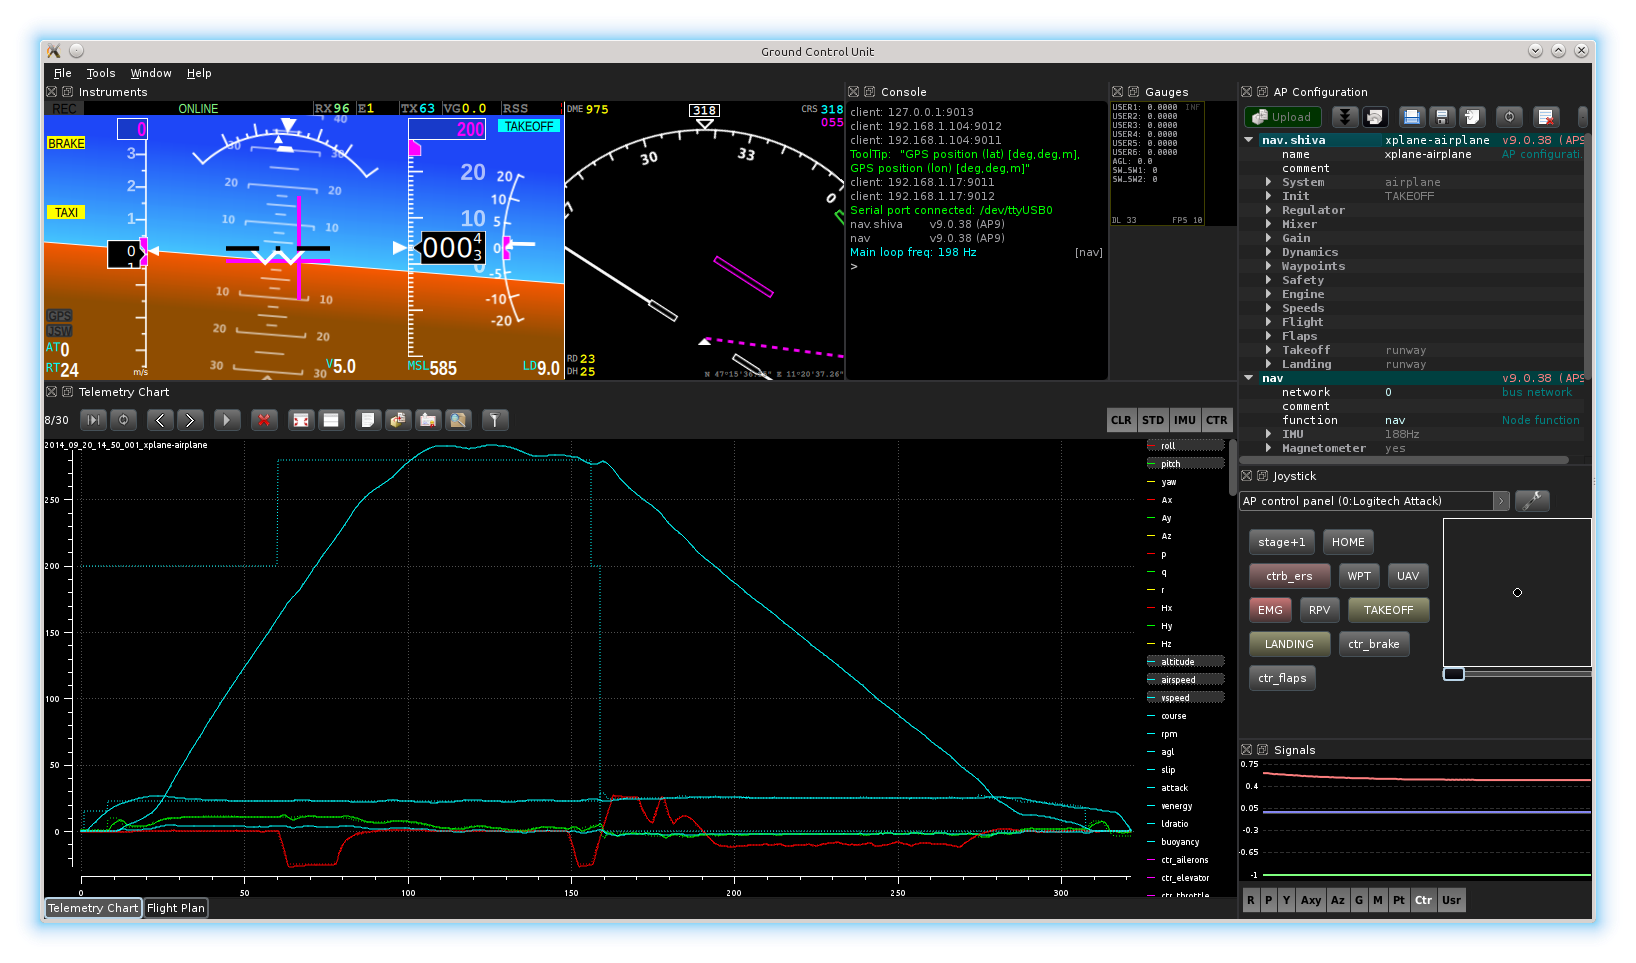 Ground Control Unit
File Tools Window Help
Instruments
REC ONLINE RX96 E1 TX63 VG0.0 RSS
BRAKE
TAXI
GPS
JSW
AT0
RT24
0
3
2
1
0
1
m/s
40
30 30
20 20
10 10
10 10
20 20
30 30
V5.0
200
TAKEOFF
20
10
0004
3
0
MSL585
20
10
0
-5
-10
-20
LD9.0
DME 975
318
CRS 318
055
30
33
0
RD 23
DH 25
N 47°15'36. E 11°20'37.26"
Console
client: 127.0.0.1:9013
client: 192.168.1.104:9012
client: 192.168.1.104:9011
ToolTip: "GPS position (lat) [deg,deg,m],
GPS position (lon) [deg,deg,m]"
client: 192.168.1.17:9011
client: 192.168.1.17:9012
Serial port connected: /dev/ttyUSB0
nav.shiva v9.0.38 (AP9)
nav v9.0.38 (AP9)
Main loop freq: 198 Hz [nav]
>
Gauges
USER1: 0.0000 INF
USER2: 0.0000
USER3: 0.0000
USER4: 0.0000
USER5: 0.0000
USER6: 0.0000
AGL: 0.0
SW_SW1: 0
SW_SW2: 0
DL 33 FPS 10
AP Configuration
Upload
nav.shiva xplane-airplane v9.0.38 (AP9
name xplane-airplane AP configurati
comment
System airplane
Init TAKEOFF
Regulator
Mixer
Gain
Dynamics
Waypoints
Safety
Engine
Speeds
Flight
Flaps
Takeoff runway
Landing runway
nav v9.0.38 (AP9
network 0 bus network
comment
function nav Node function
IMU 188Hz
Magnetometer yes
Telemetry Chart
8/30
CLR STD IMU CTR
2014_09_20_14_50_001_xplane-airplane
250
200
150
100
50
0
0 50 100 150 200 250 300
roll
pitch
yaw
Ax
Ay
Az
p
q
r
Hx
Hy
Hz
altitude
airspeed
vspeed
course
rpm
agl
slip
attack
venergy
ldratio
buoyancy
ctr_ailerons
ctr_elevator
ctr_throttle
Telemetry Chart Flight Plan
Joystick
AP control panel (0:Logitech Attack)
stage+1 HOME
ctrb_ers WPT UAV
EMG RPV TAKEOFF
LANDING ctr_brake
ctr_flaps
Signals
0.75
0.4
0.05
-0.3
-0.65
-1
R P Y Axy Az G M Pt Ctr Usr